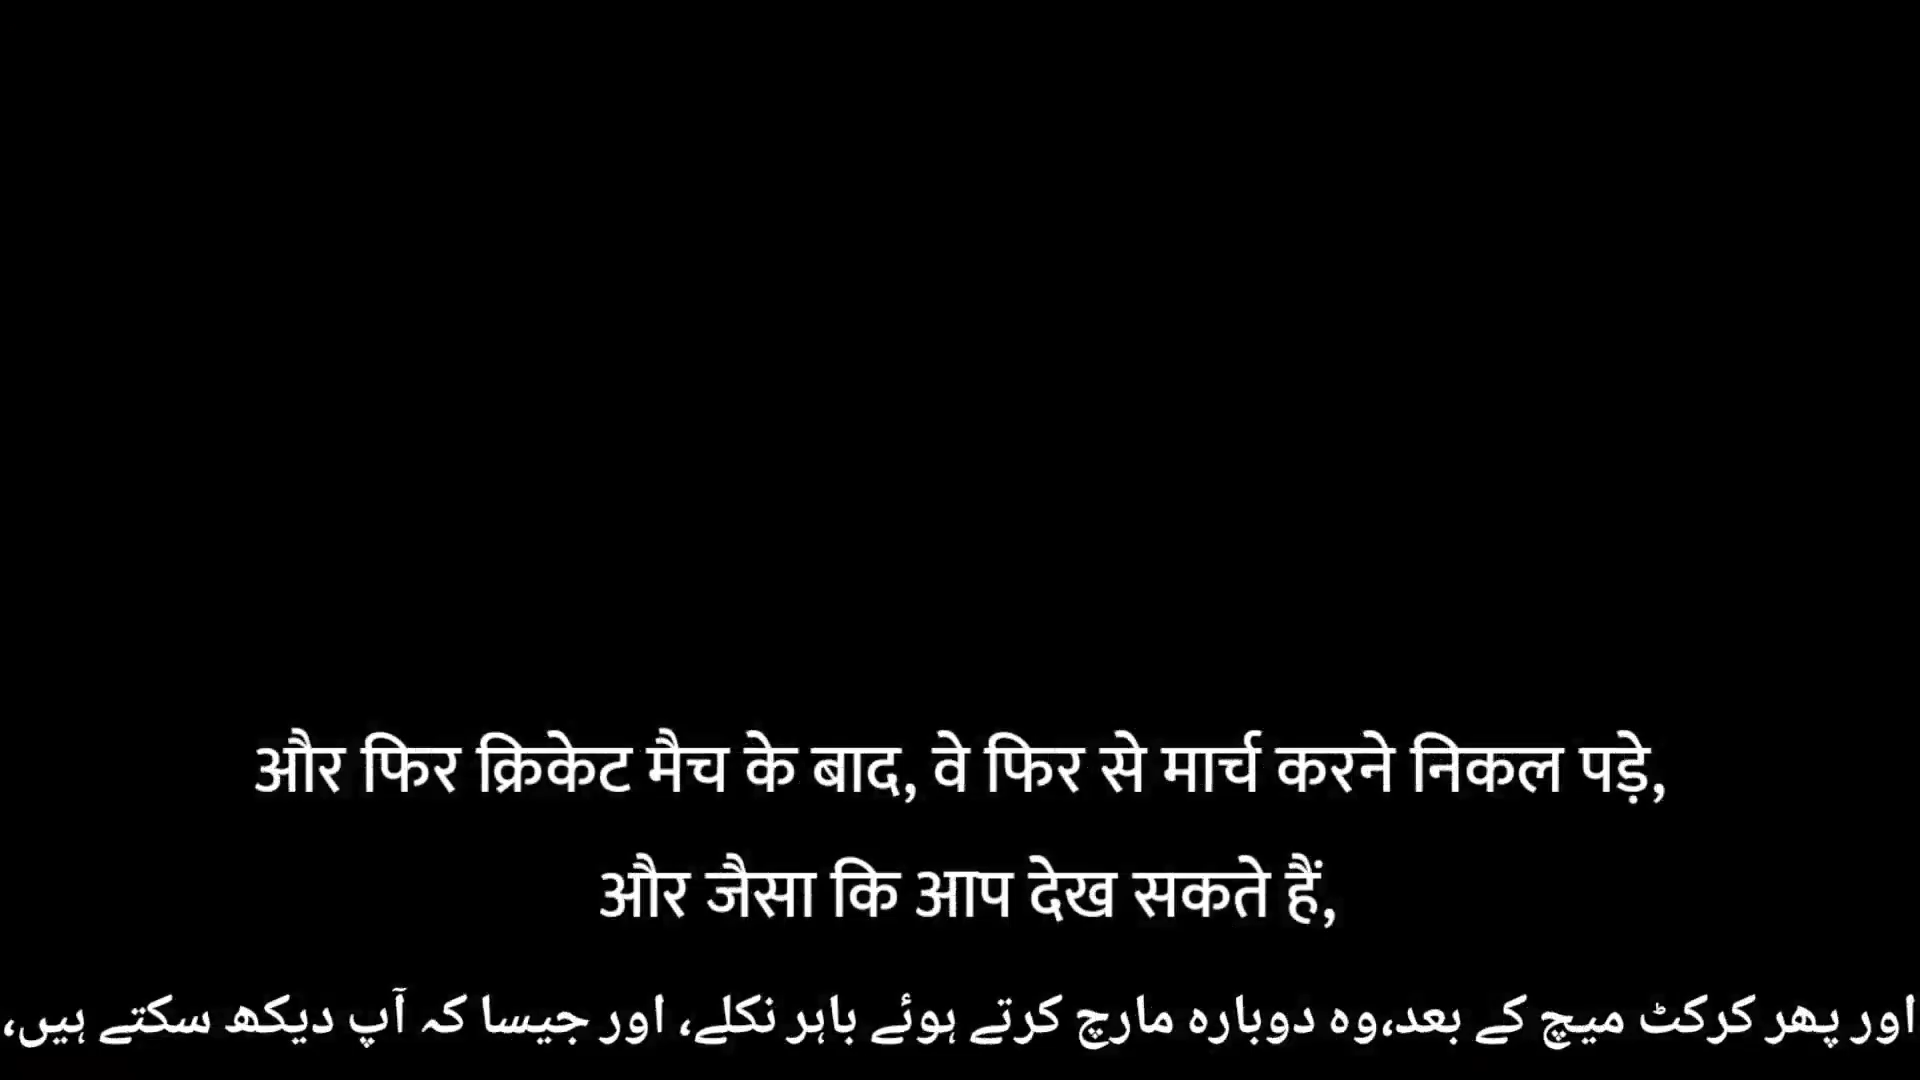 और फिर क्रिकेट मैच के बाद, वे फिर से मार्च करने निकल पड़े,
और जैसा कि आप देख सकते हैं,
اور پھر کرکٹ میچ کے بعد،وہ دوبارہ مارچ کرتے ہوئے باہر نکلے، اور جیسا کہ آپ دیکھ سکتے ہیں،